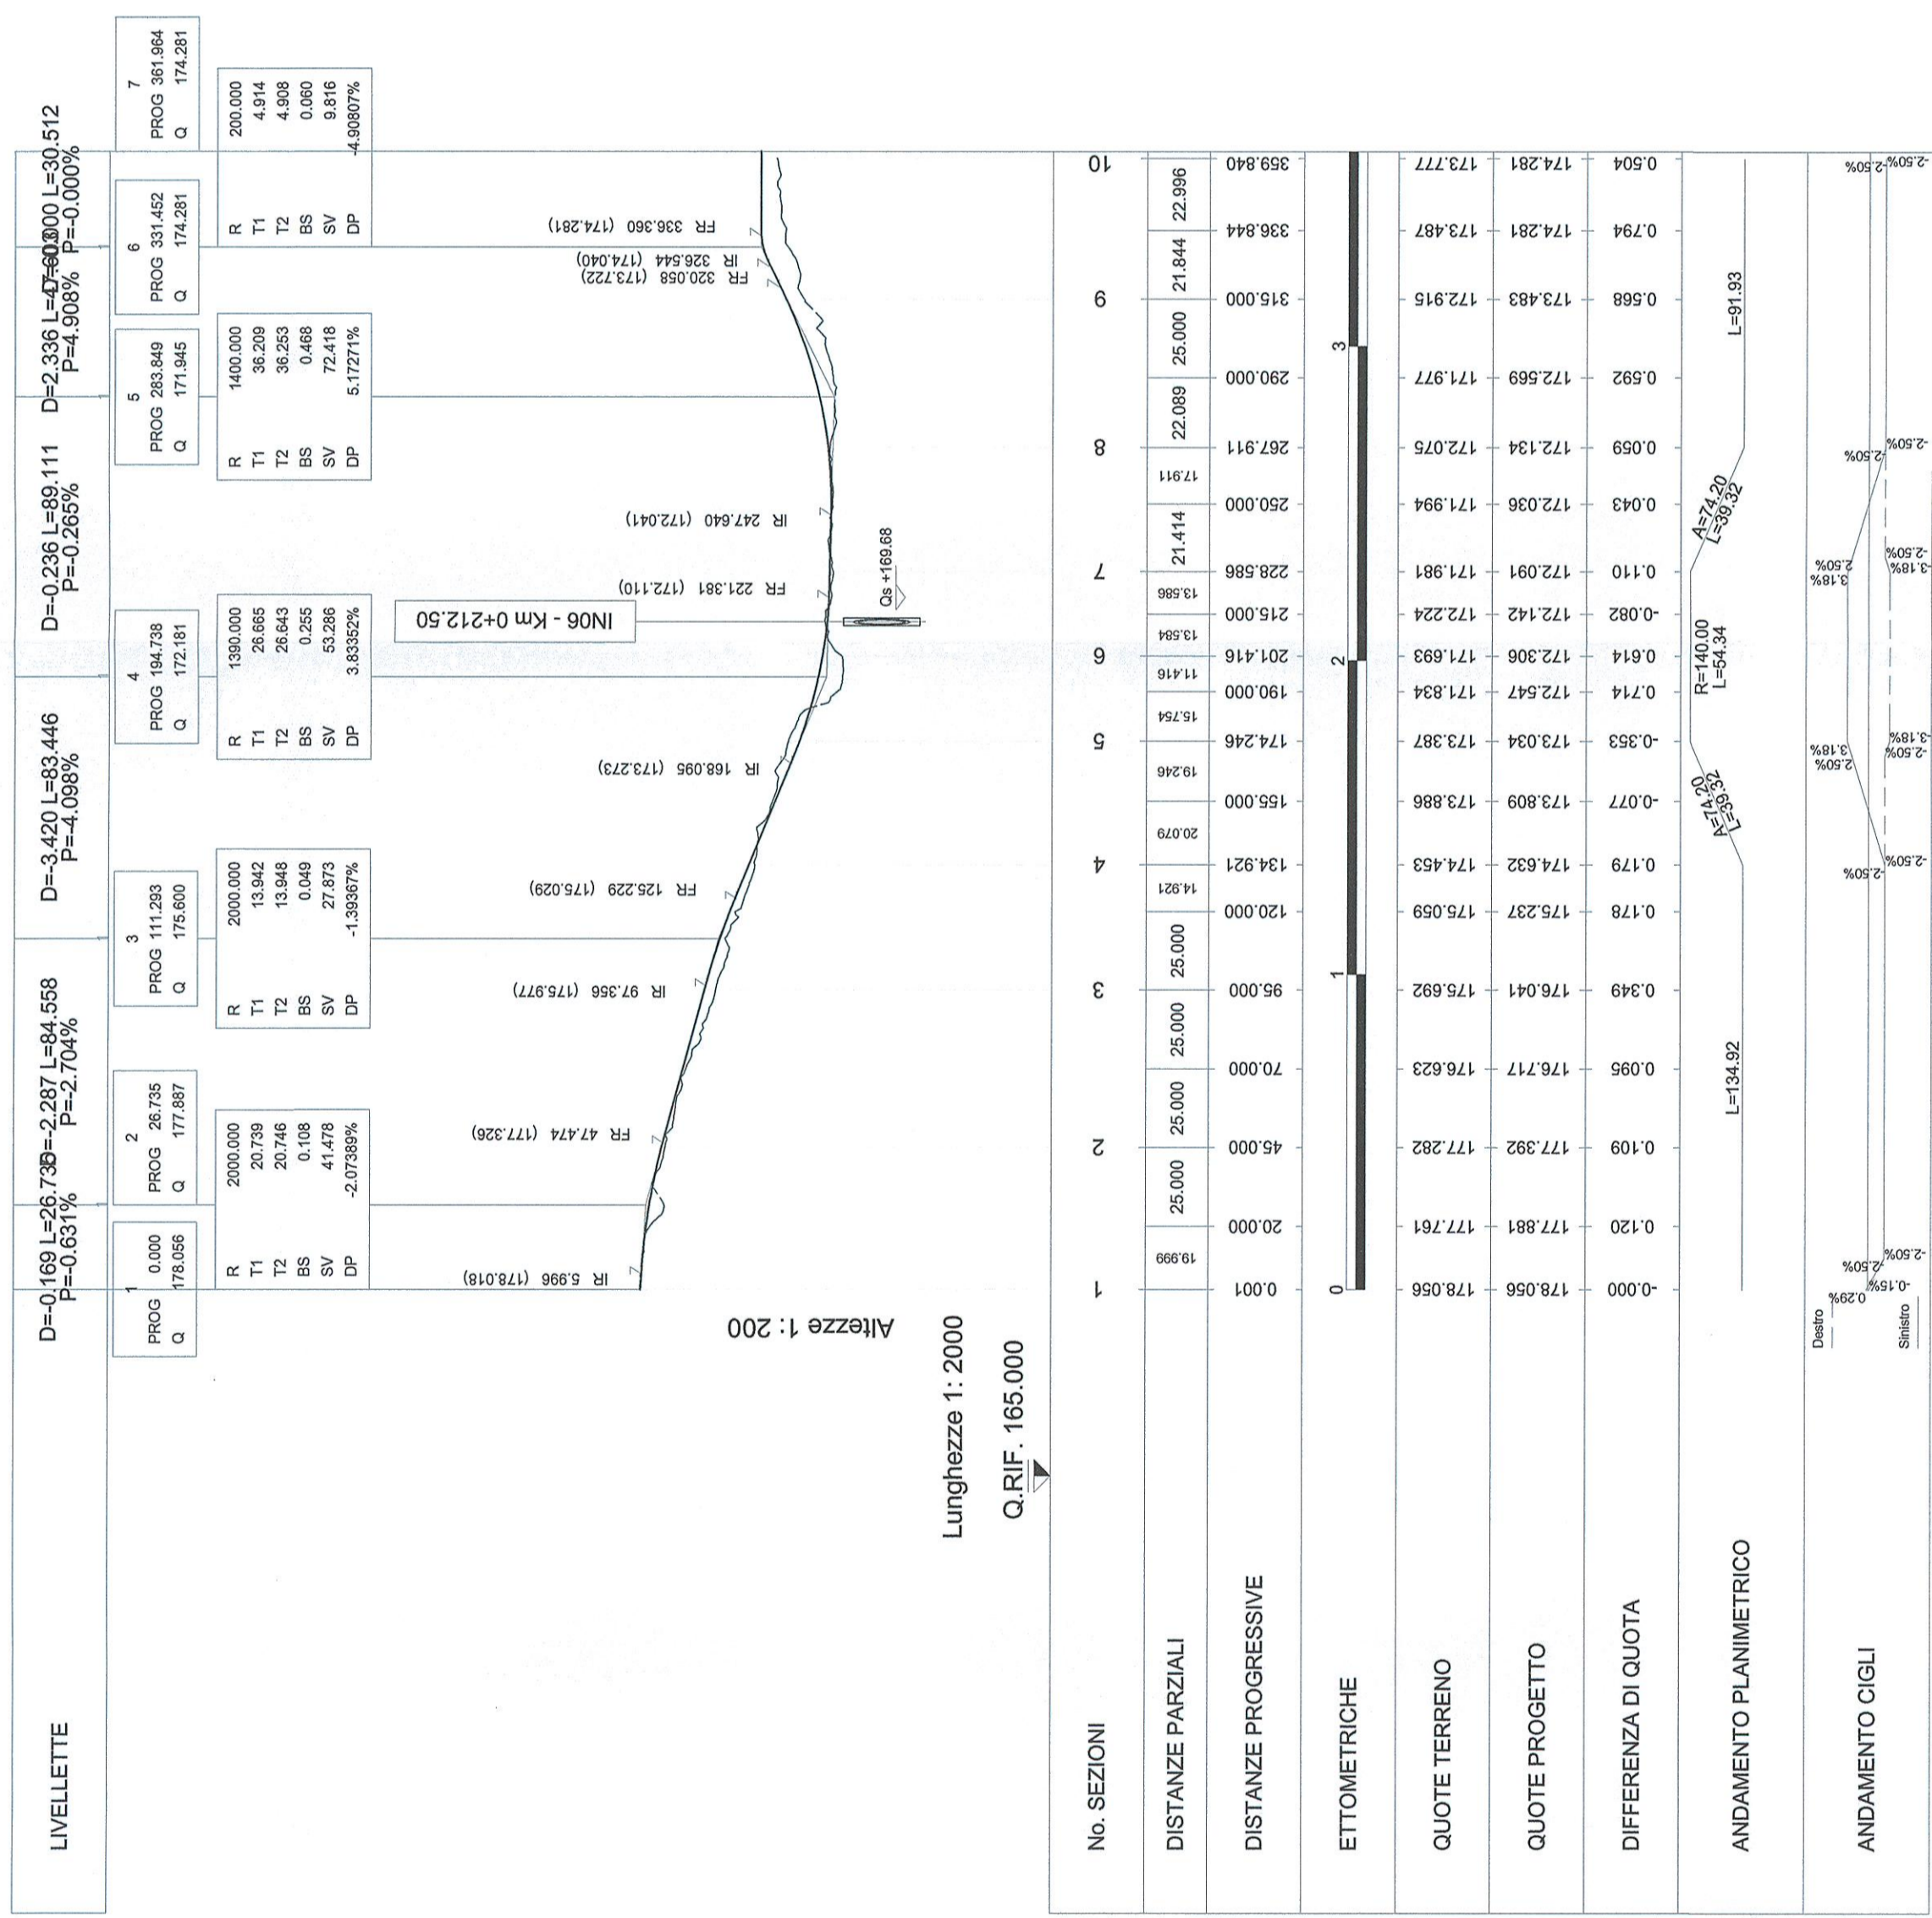 LIVELLETTE
D=-0.169 L=26.735
P=-0.631%
D=-2.287 L=84.558
P=-2.704%
D=-3.420 L=83.446
P=-4.098%
D=-0.236 L=89.111
P=-0.265%
D=2.336 L=47.603
P=4.908%
D=0.000 L=30.512
P=-0.000%
1
PROG 0.000
Q 178.056
2
PROG 26.735
Q 177.887
3
PROG 111.293
Q 175.600
4
PROG 194.738
Q 172.181
5
PROG 283.849
Q 171.945
6
PROG 331.452
Q 174.281
7
PROG 361.964
Q 174.281
R 2000.000
T1 20.739
T2 20.746
BS 0.108
SV 41.478
DP -2.07389%
R 2000.000
T1 13.942
T2 13.948
BS 0.049
SV 27.873
DP -1.39367%
R 1390.000
T1 26.665
T2 26.643
BS 0.255
SV 53.286
DP 3.83352%
R 1400.000
T1 36.209
T2 36.253
BS 0.468
SV 72.418
DP 5.17271%
R 200.000
T1 4.914
T2 4.908
BS 0.060
SV 9.816
DP -4.90807%
IN06 - Km 0+212.50
IR 5.996 (178.018)
FR 47.474 (177.326)
IR 97.356 (175.977)
FR 125.229 (175.029)
IR 168.095 (173.273)
FR 221.381 (172.110)
IR 247.640 (172.041)
FR 320.058 (173.722)
IR 326.544 (174.040)
FR 336.360 (174.281)
Qs +169.68
Altezze 1: 200
Lunghezze 1: 2000
Q.RIF. 165.000
No. SEZIONI 1 2 3 4 5 6 7 8 9 10
DISTANZE PARZIALI 19.999 25.000 25.000 25.000 25.000 14.921 20.079 19.246 15.754 11.416 13.584 13.586 21.414 17.911 22.089 25.000 21.844 22.996
DISTANZE PROGRESSIVE 0.001 20.000 45.000 70.000 95.000 120.000 134.921 155.000 174.246 190.000 201.416 215.000 228.586 250.000 267.911 290.000 315.000 336.844 359.840
ETTOMETRICHE 0 1 2 3
QUOTE TERRENO 178.056 177.761 177.282 176.623 175.692 175.059 174.453 173.886 173.387 171.834 171.693 172.224 171.981 171.994 172.075 171.977 172.915 173.487 173.777
QUOTE PROGETTO 178.056 177.881 177.392 176.717 176.041 175.237 174.632 173.809 173.034 172.547 172.306 172.142 172.091 172.036 172.134 172.569 173.483 174.281 174.281
DIFFERENZA DI QUOTA -0.000 0.120 0.109 0.095 0.349 0.178 0.179 -0.077 -0.353 0.714 0.614 -0.082 0.110 0.043 0.059 0.592 0.568 0.794 0.504
ANDAMENTO PLANIMETRICO
L=134.92
A=74.20
L=39.32
R=140.00
L=54.34
A=74.20
L=39.32
L=91.93
ANDAMENTO CIGLI
Destro
Sinistro
0.29% -2.50% -2.50% 2.50% 3.18% 3.18% 2.50% -2.50% -2.50%
-0.15% -2.50% -2.50% -2.50% -3.18% -3.18% -2.50% -2.50% -2.50%